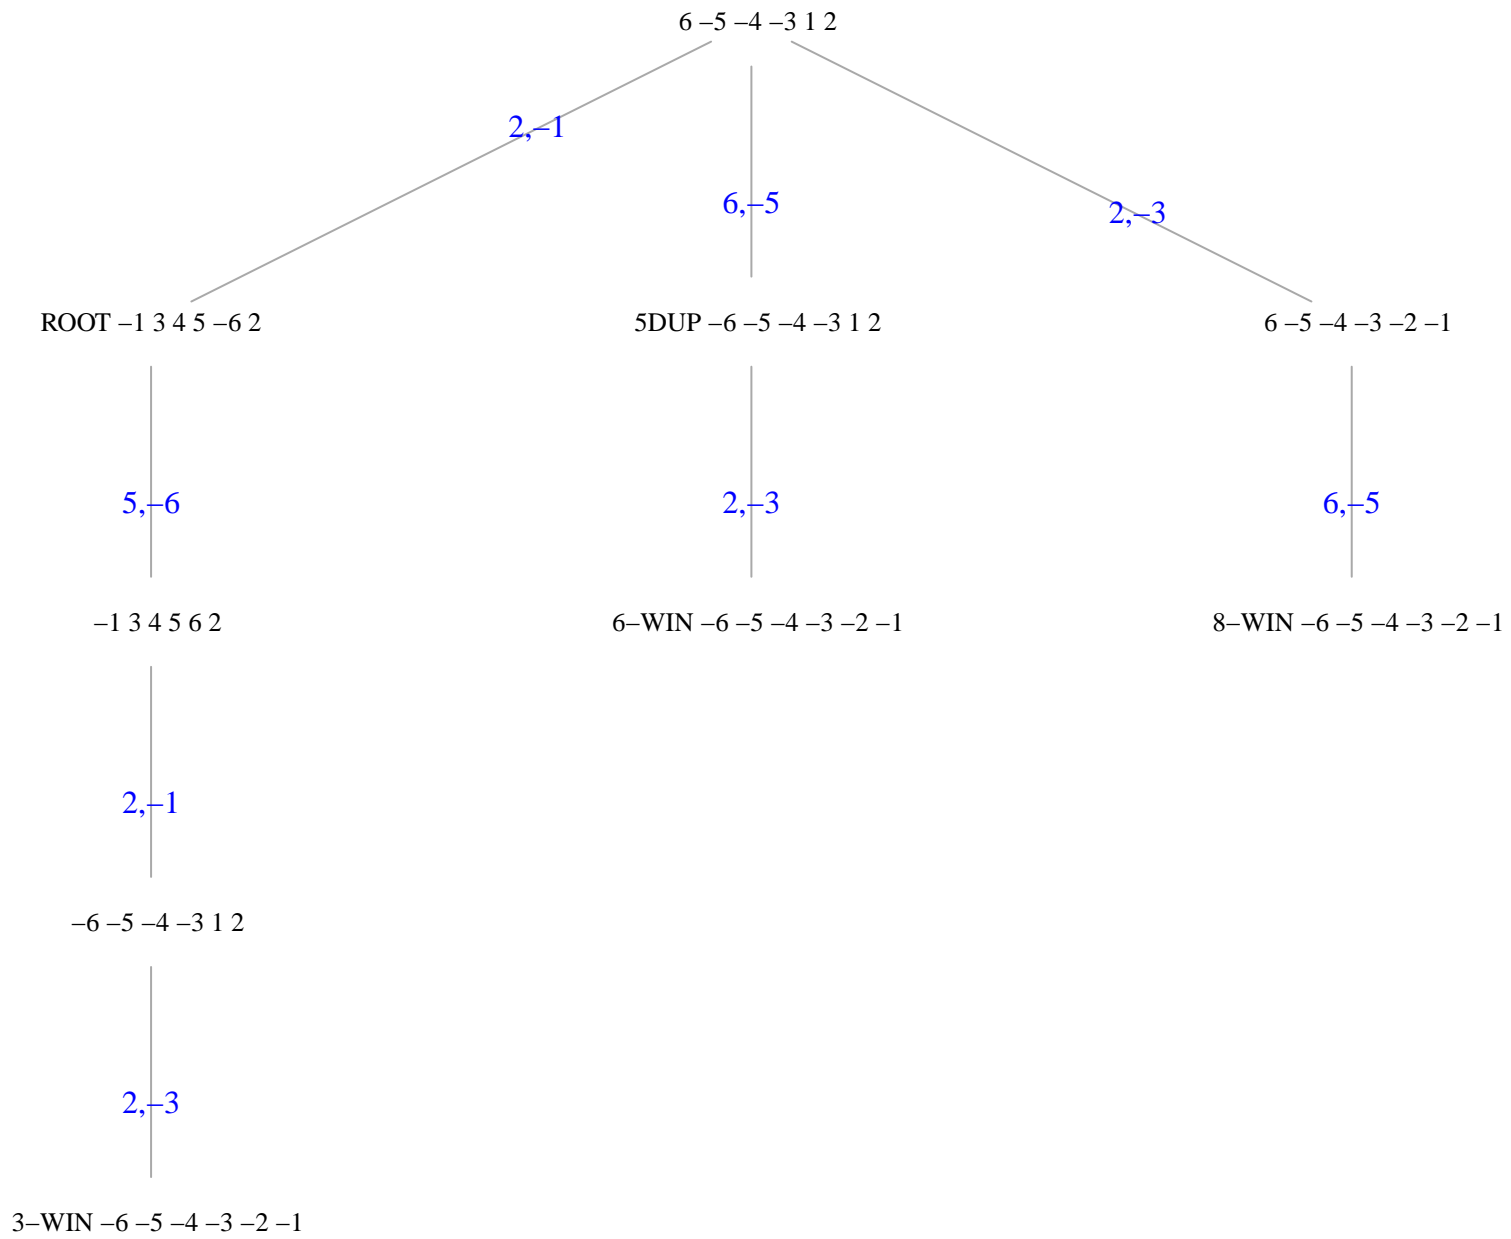 6 –5 –4 –3 1 2
2,–1
6,–5
2,–3
ROOT –1 3 4 5 –6 2
5DUP –6 –5 –4 –3 1 2
6 –5 –4 –3 –2 –1
5,–6
2,–3
6,–5
–1 3 4 5 6 2
6–WIN –6 –5 –4 –3 –2 –1
8–WIN –6 –5 –4 –3 –2 –1
2,–1
–6 –5 –4 –3 1 2
2,–3
3–WIN –6 –5 –4 –3 –2 –1